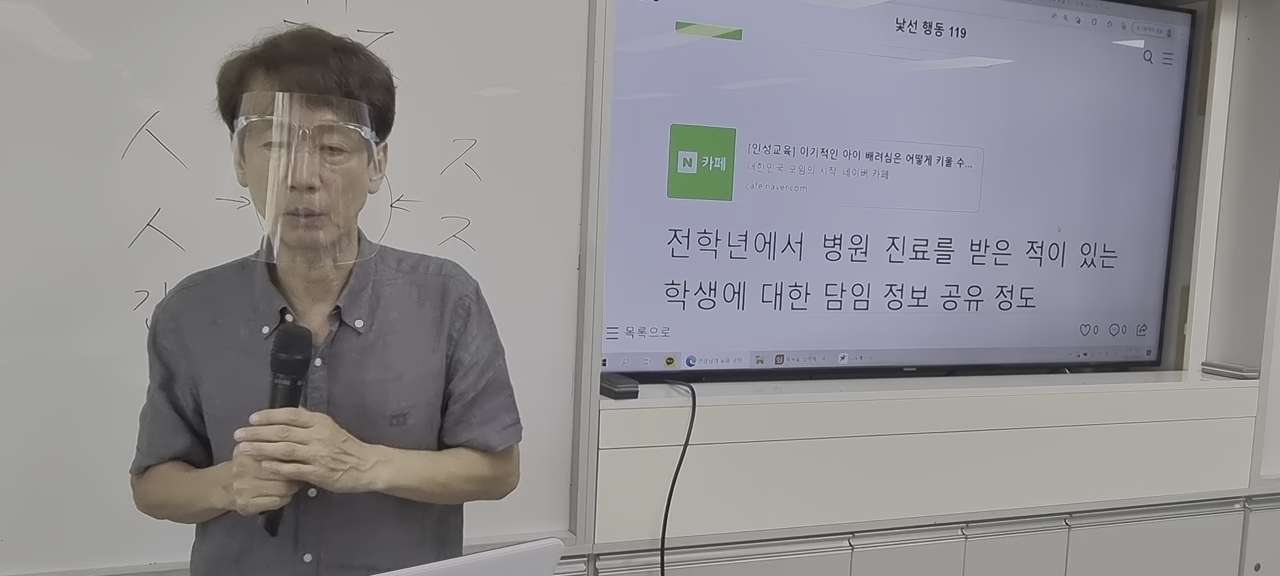 낯선 행동 119
N 카페
[인성교육] 이기적인 아이 배려심은 어떻게 키울 수...
대한민국 모임의 시작, 네이버 카페
cafe.naver.com
전학년에서 병원 진료를 받은 적이 있는
학생에 대한 담임 정보 공유 정도
목록으로
0
0
ㅅ ㅈ
ㅅ ㅈ